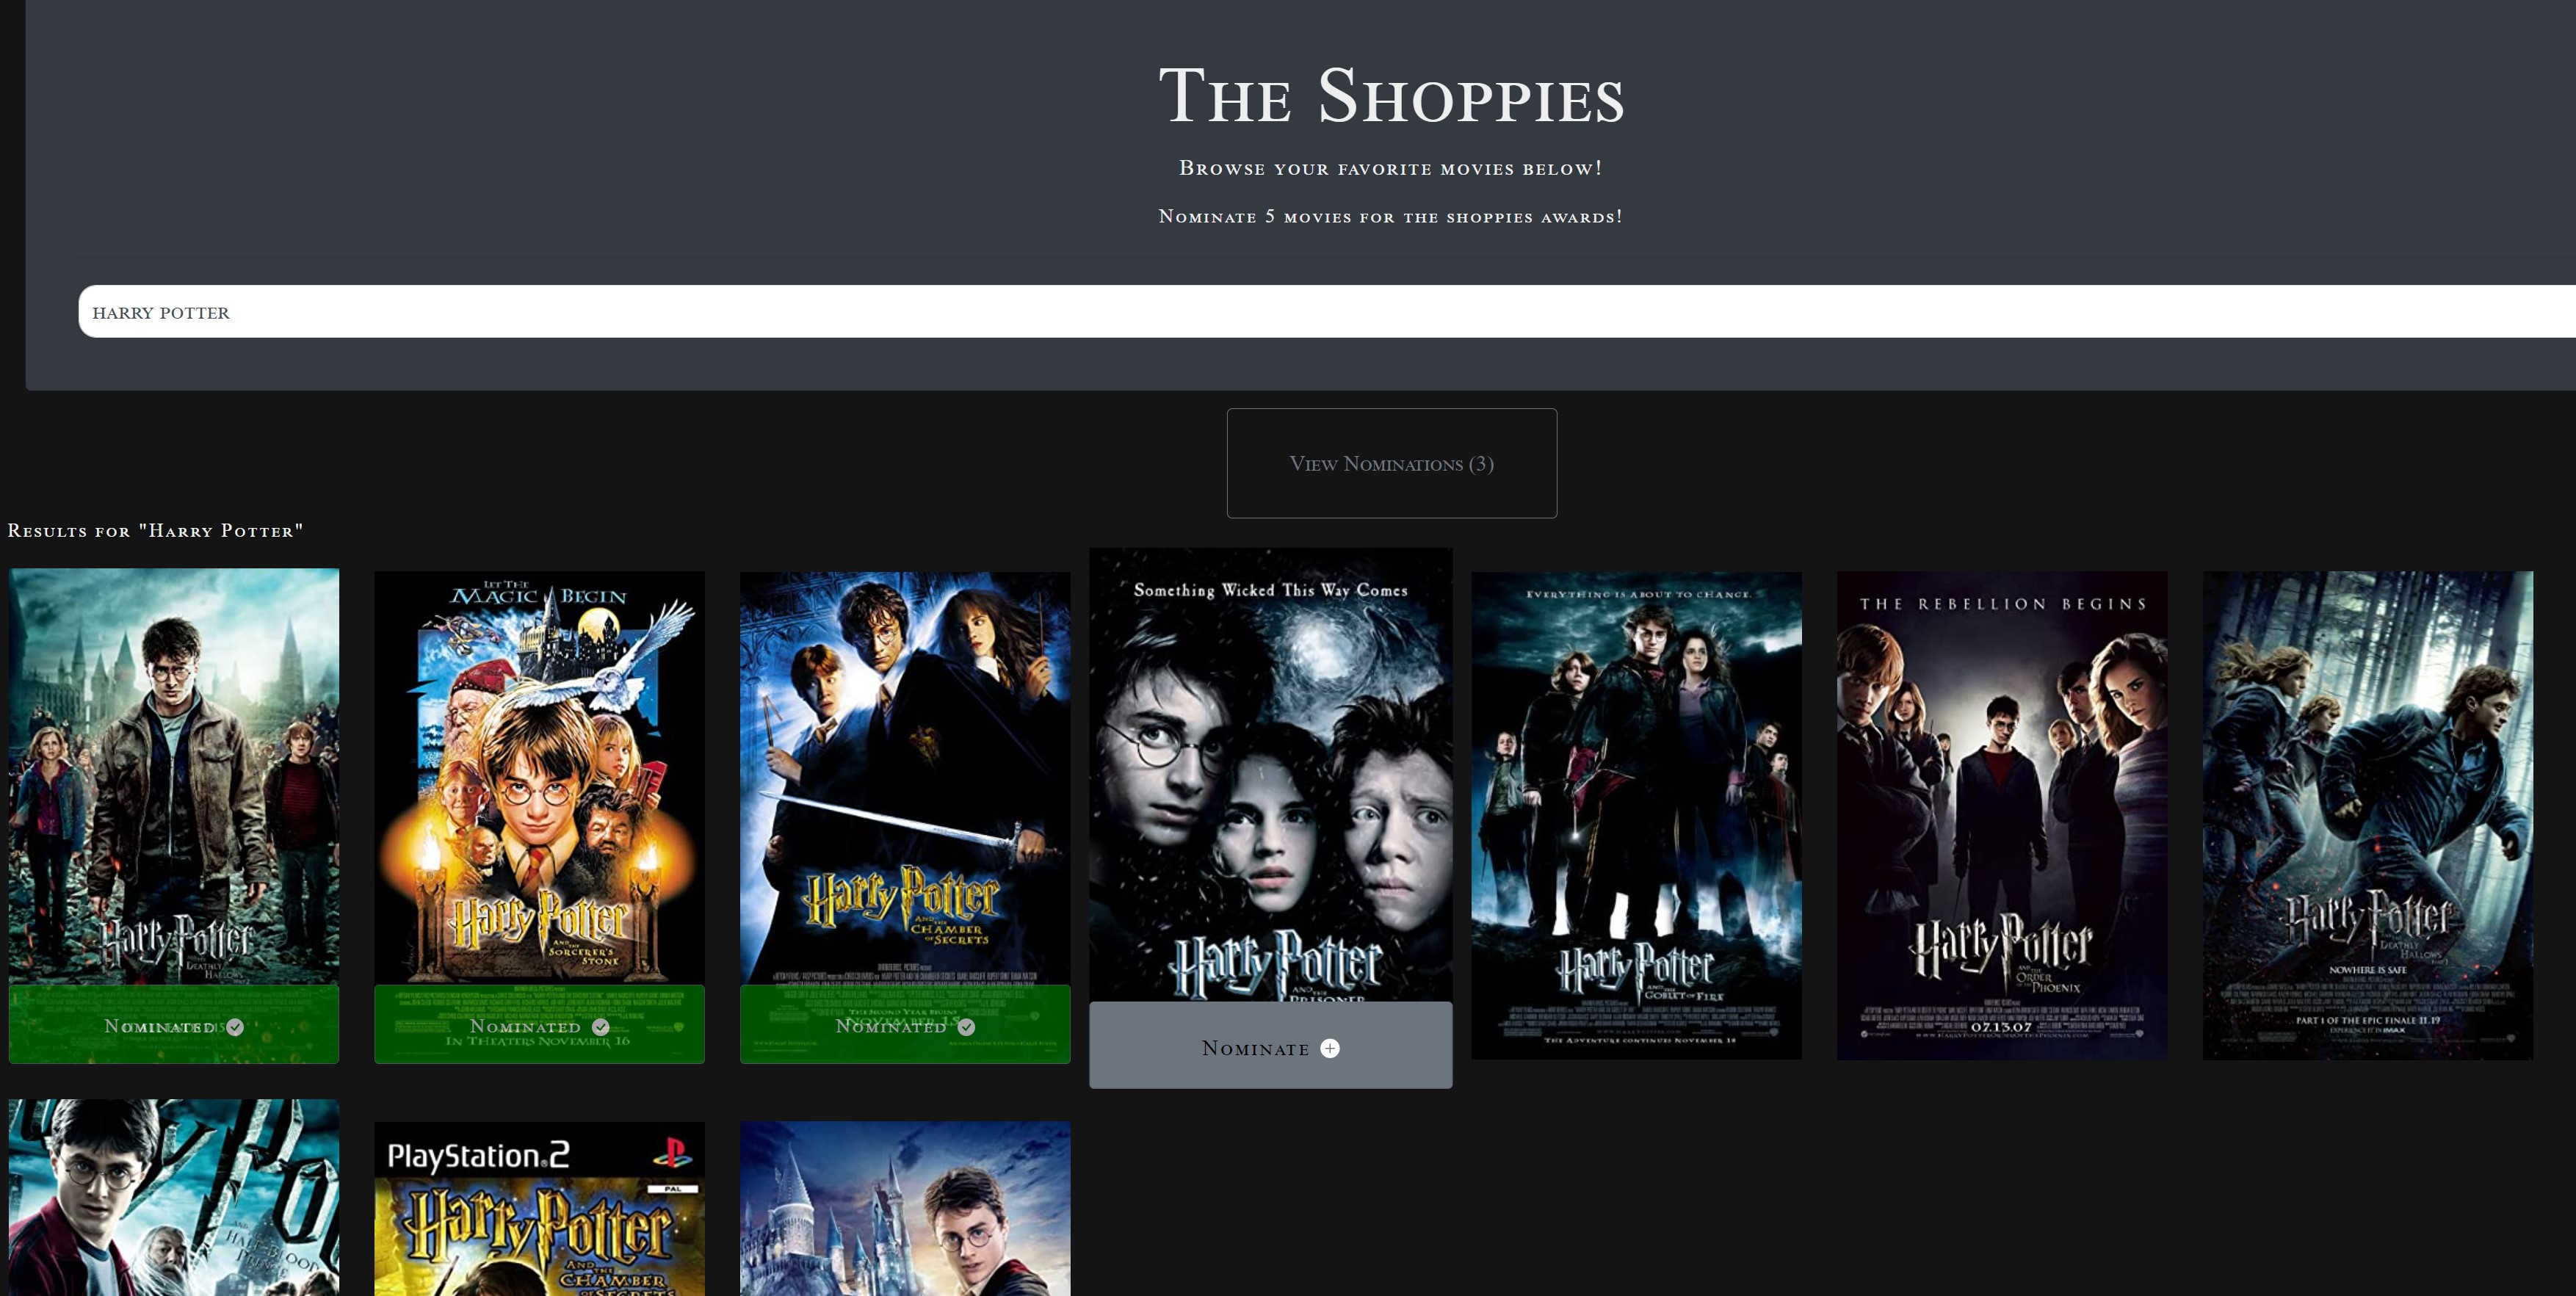 The Shoppies
Browse your favorite movies below!
Nominate 5 movies for the shoppies awards!
harry potter
View Nominations (3)
Results for "Harry Potter"
Harry Potter
AND THE
DEATHLY
HALLOWS
Nominated
LET THE
MAGIC BEGIN
Harry Potter
AND THE
SORCERER'S
STONE
Nominated
IN THEATERS NOVEMBER 16
Harry Potter
AND THE
CHAMBER
OF SECRETS
THE SECOND YEAR BEGINS
NOVEMBER 15
Nominated
Something Wicked This Way Comes
Harry Potter
AND THE
PRISONER
Nominate
EVERYTHING IS ABOUT TO CHANGE.
Harry Potter
AND THE
GOBLET OF FIRE
THE ADVENTURE CONTINUES NOVEMBER 18
THE REBELLION BEGINS
Harry Potter
AND THE
ORDER
OF THE
PHOENIX
07.13.07
Harry Potter
AND THE
DEATHLY
HALLOWS
NOWHERE IS SAFE
PART 1 OF THE EPIC FINALE 11.19
EXPERIENCE IT IN IMAX
HALF-BLOOD
PRINCE
PlayStation.2
PAL
Harry Potter
AND THE
CHAMBER
OF SECRETS